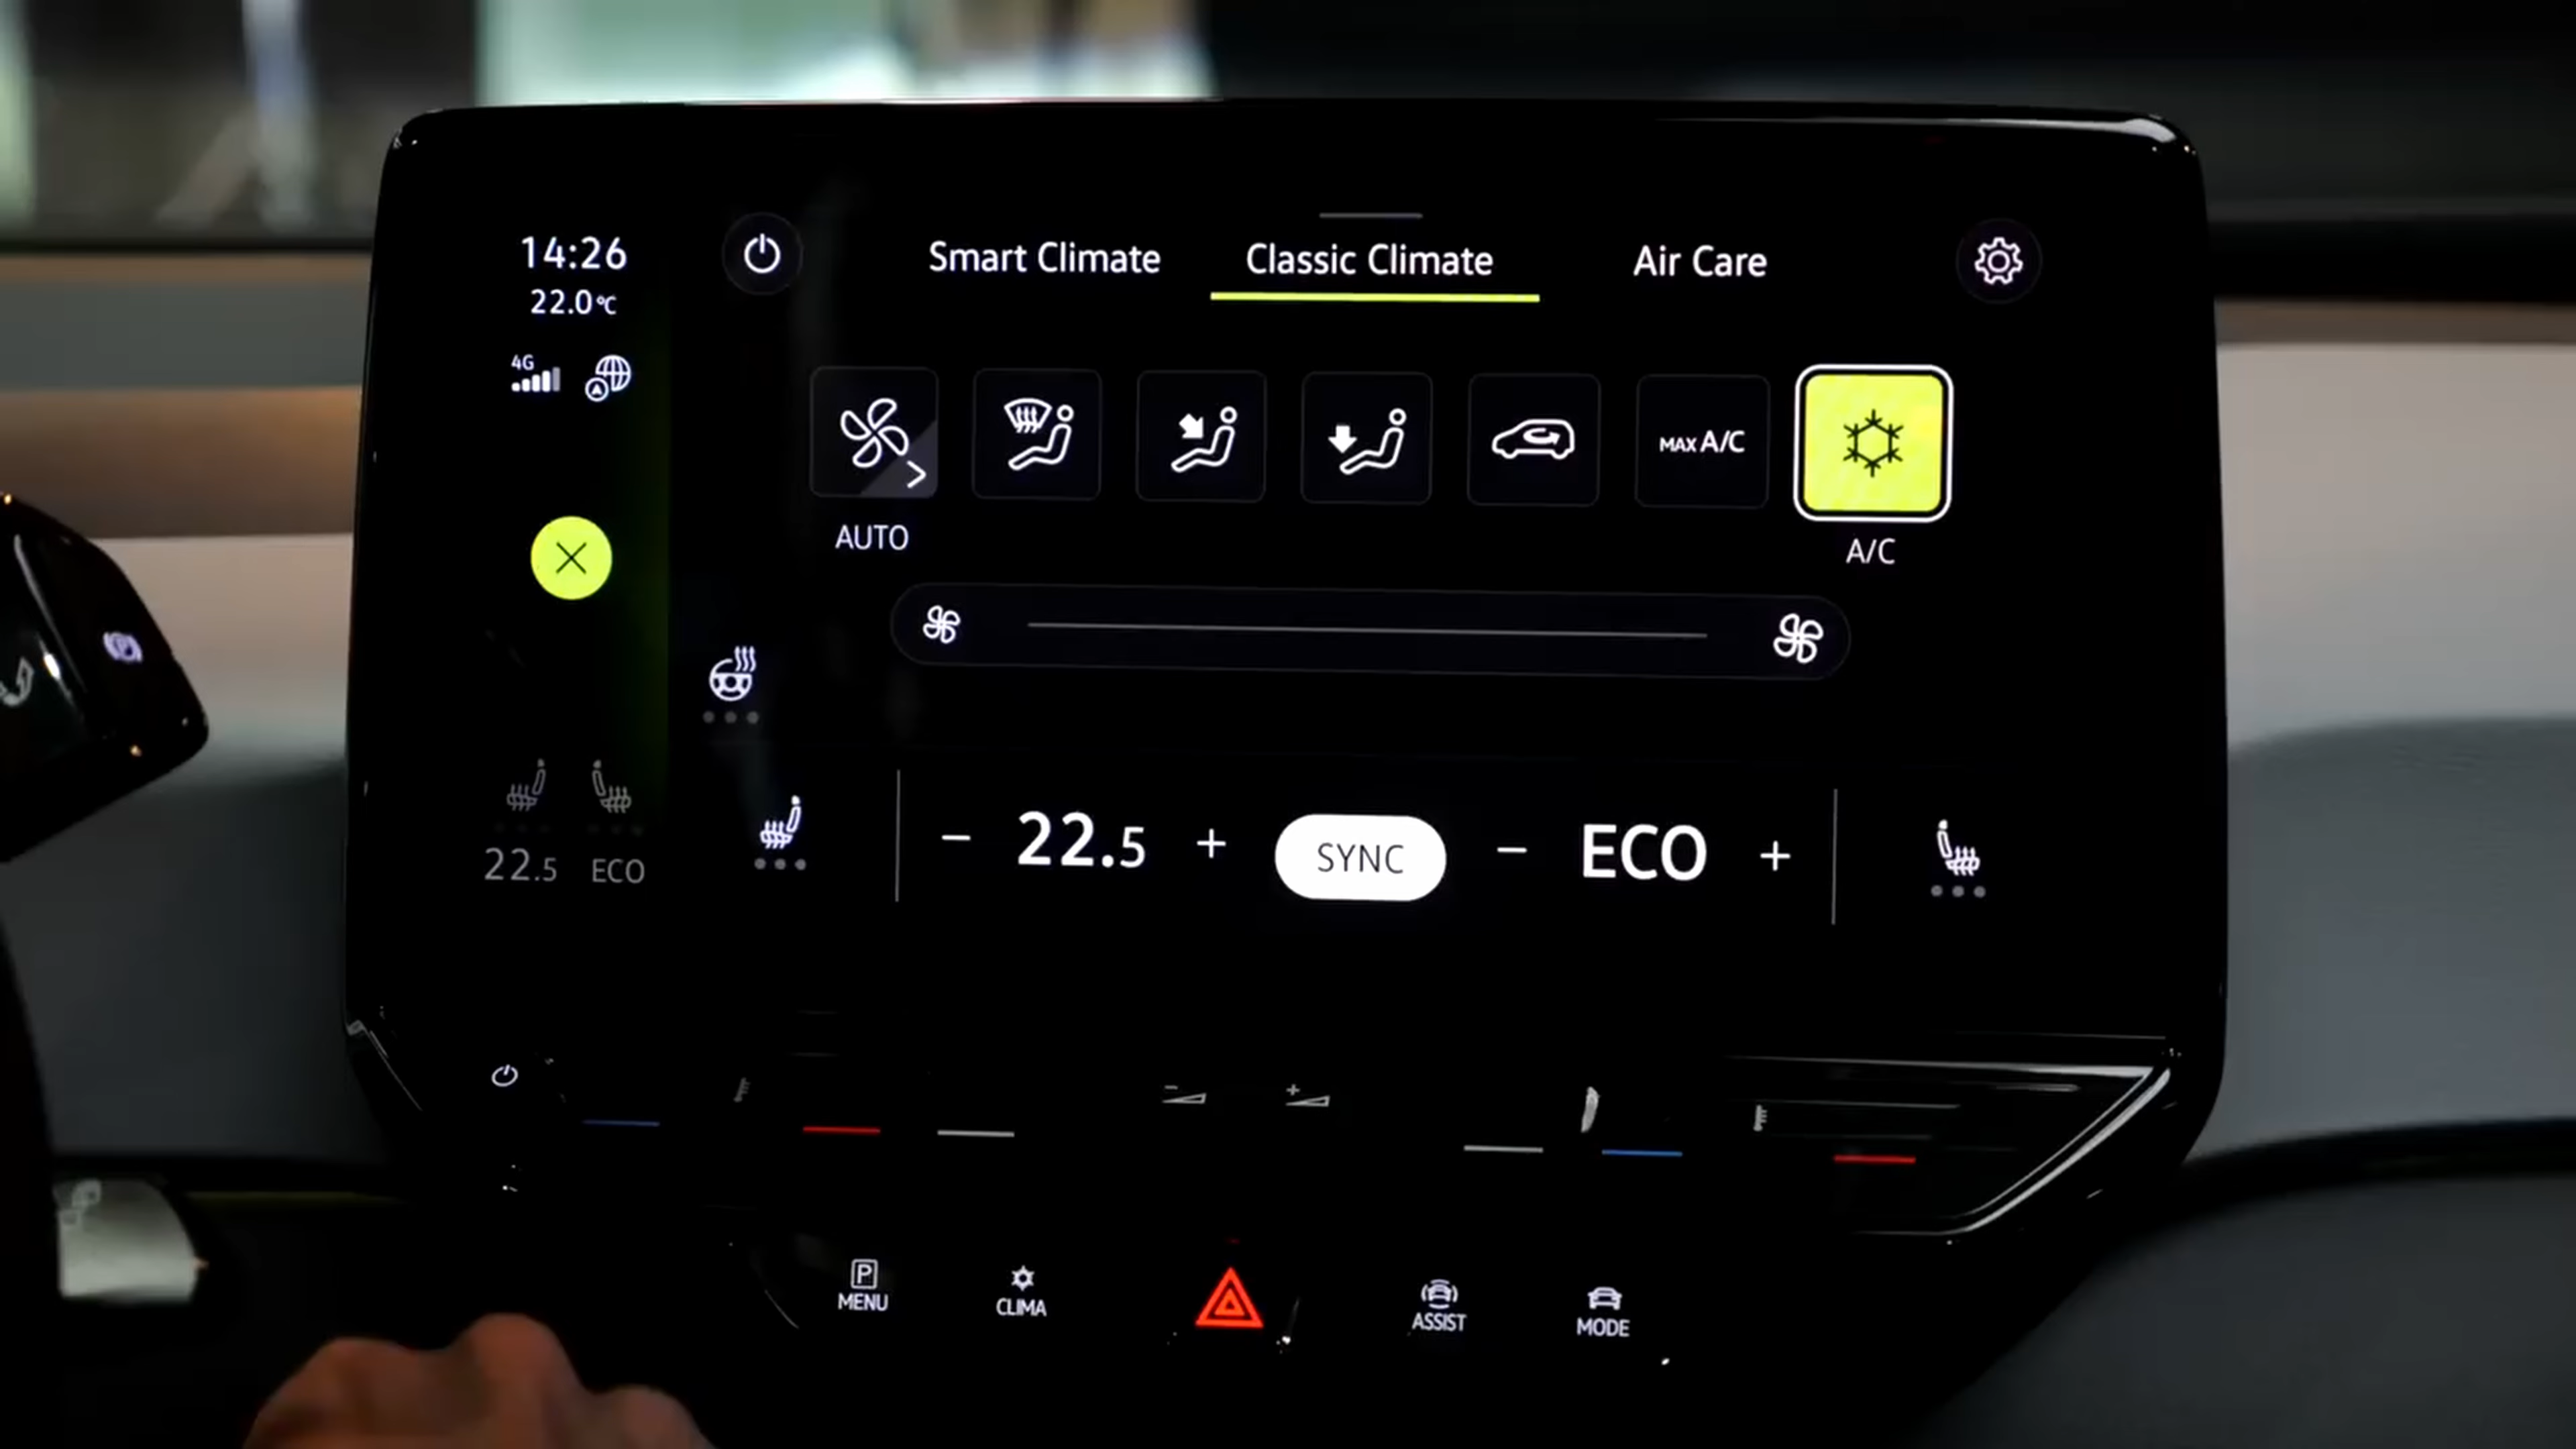 14:26
22.0°C
4G
A
Smart Climate
Classic Climate
Air Care
MAX A/C
AUTO
A/C
22.5
ECO
− 22.5 +
SYNC
− ECO +
P
MENU
CLIMA
ASSIST
MODE
P